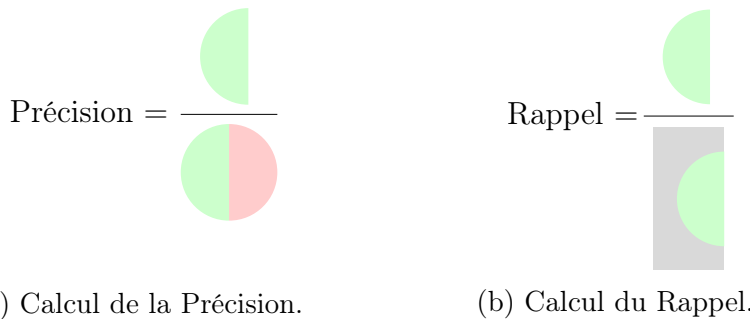 Précision =
Rappel =
) Calcul de la Précision.
(b) Calcul du Rappel.